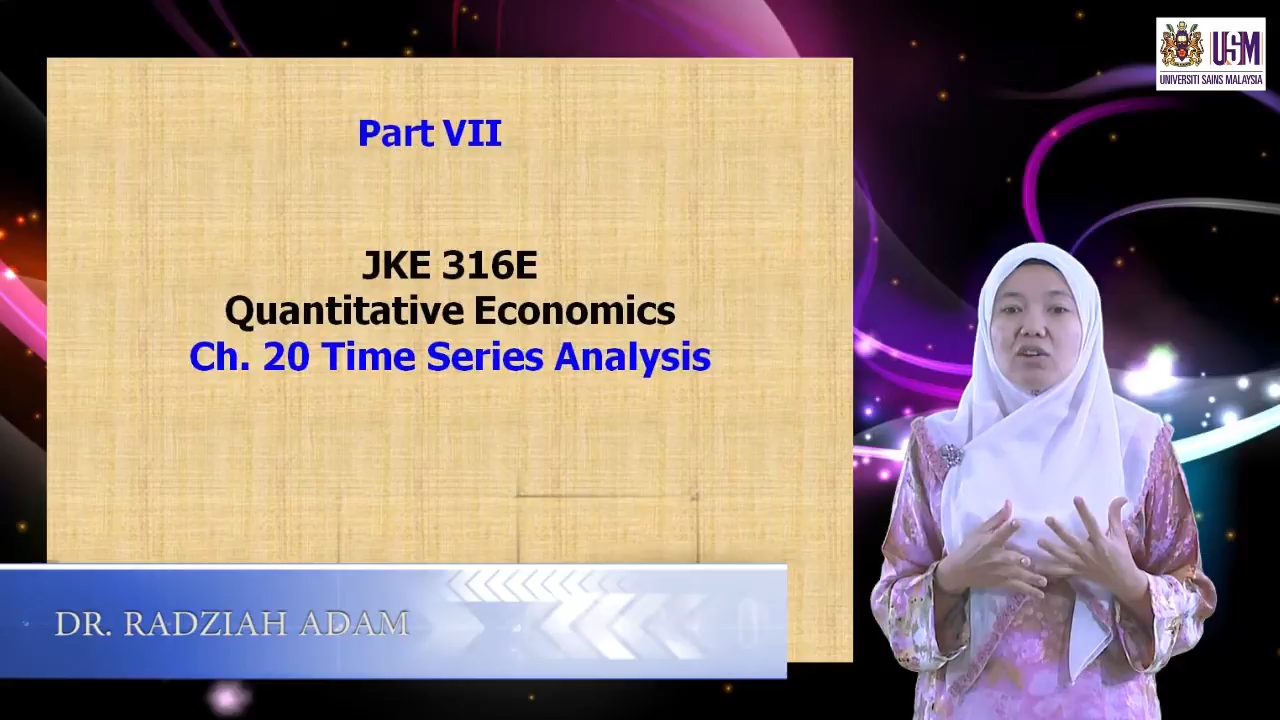 USM
UNIVERSITI SAINS MALAYSIA
Part VII
JKE 316E
Quantitative Economics
Ch. 20 Time Series Analysis
DR. RADZIAH ADAM